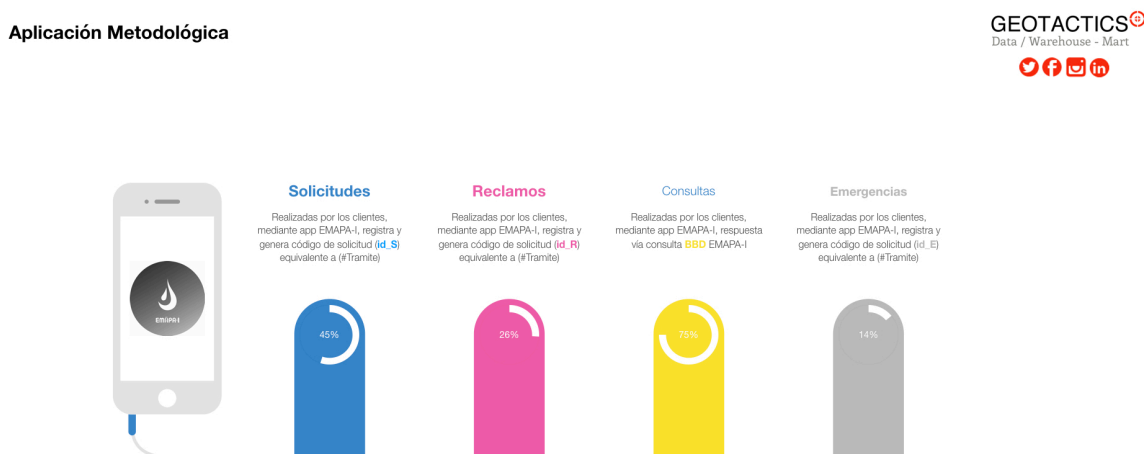 Aplicación Metodológica
GEOTACTICS
Data / Warehouse - Mart
Solicitudes
Realizadas por los clientes,
mediante app EMAPA-I, registra y
genera código de solicitud (id_S)
equivalente a (#Tramite)
45%
Reclamos
Realizadas por los clientes,
mediante app EMAPA-I, registra y
genera código de solicitud (id_R)
equivalente a (#Tramite)
26%
Consultas
Realizadas por los clientes,
mediante app EMAPA-I, respuesta
vía consulta BBD EMAPA-I
75%
Emergencias
Realizadas por los clientes,
mediante app EMAPA-I, registra y
genera código de solicitud (id_E)
equivalente a (#Tramite)
14%
EMAPA-I